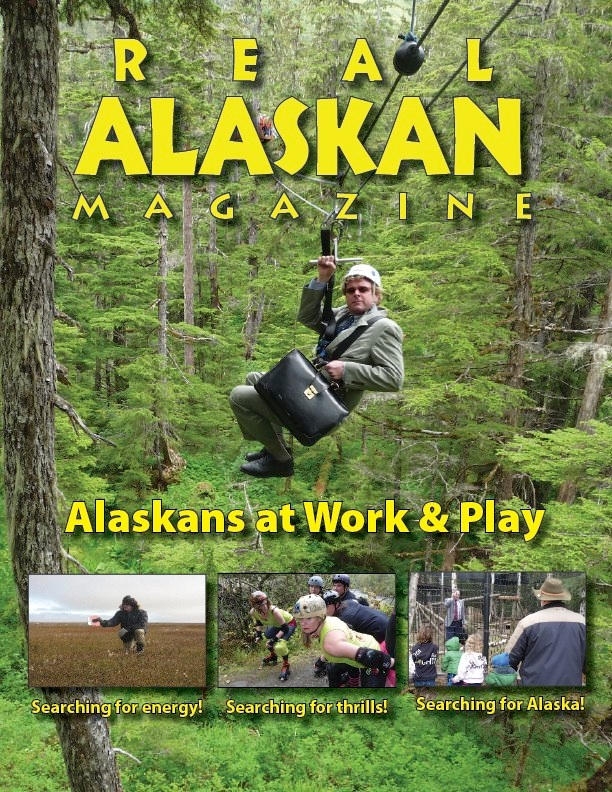 REAL
ALASKAN
MAGAZINE
Alaskans at Work & Play
Searching for energy!
Searching for thrills!
Searching for Alaska!